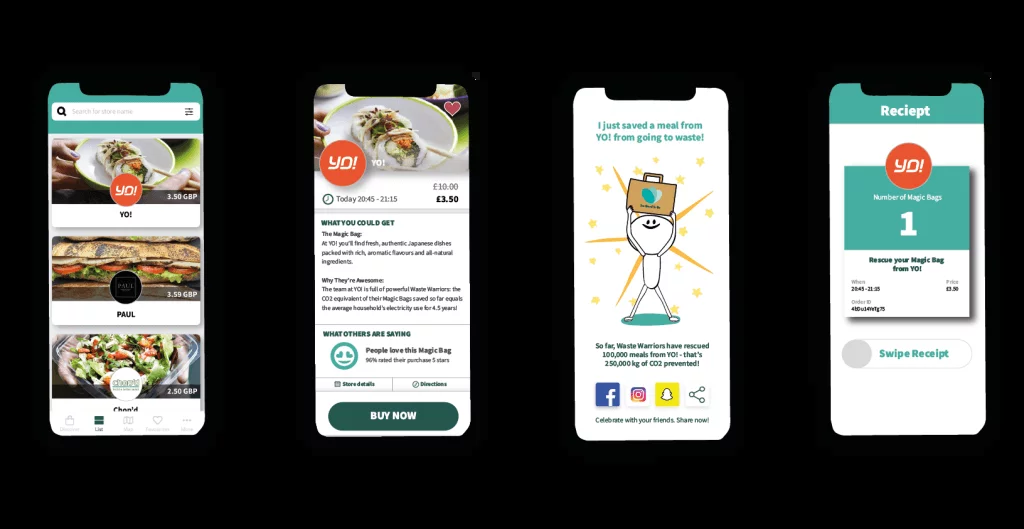 Search for store name
YO!
3.50 GBP
YO!
PAUL
3.59 GBP
PAUL
Chop'd
2.50 GBP
Chop'd
Discover
List
Map
Favourites
More
YO!
YO!
£10.00
Today 20:45 - 21:15
£3.50
WHAT YOU COULD GET
The Magic Bag:
At YO! you'll find fresh, authentic Japanese dishes
packed with rich, aromatic flavours and all-natural
ingredients.
Why They're Awesome:
The team at YO! is full of powerful Waste Warriors: the
CO2 equivalent of their Magic Bags saved so far equals
the average household's electricity use for 4.5 years!
WHAT OTHERS ARE SAYING
People love this Magic Bag
96% rated their purchase 5 stars
Store details
Directions
BUY NOW
I just saved a meal from
YO! from going to waste!
So far, Waste Warriors have rescued
100,000 meals from YO! - that's
250,000 kg of CO2 prevented!
Celebrate with your friends. Share now!
Reciept
YO!
Number of Magic Bags
1
Rescue your Magic Bag
from YO!
When
Price
20:45 - 21:15
£3.50
Order ID
Swipe Receipt